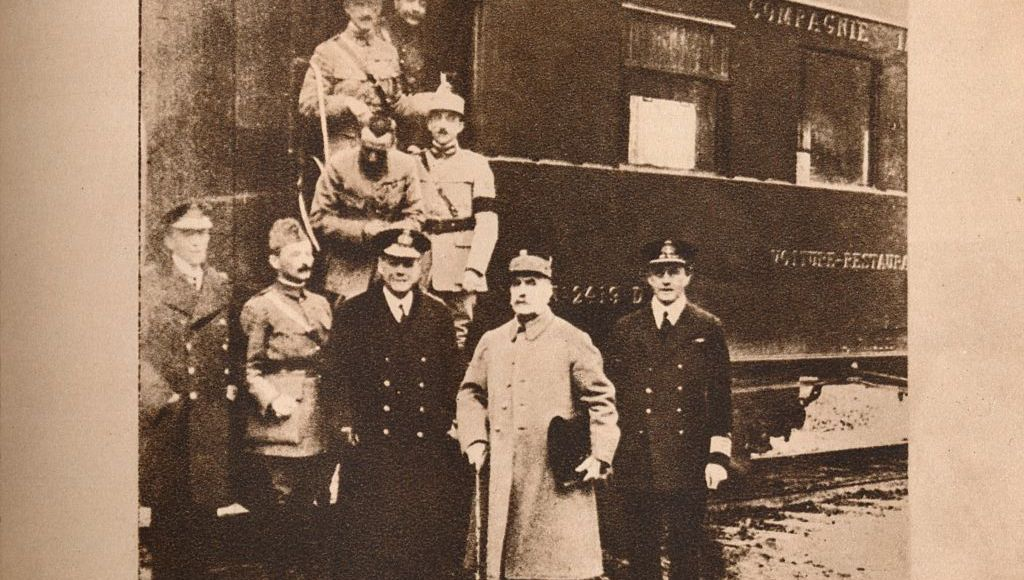 COMPAGNIE I
VOITURE-RESTAURA
2419 D